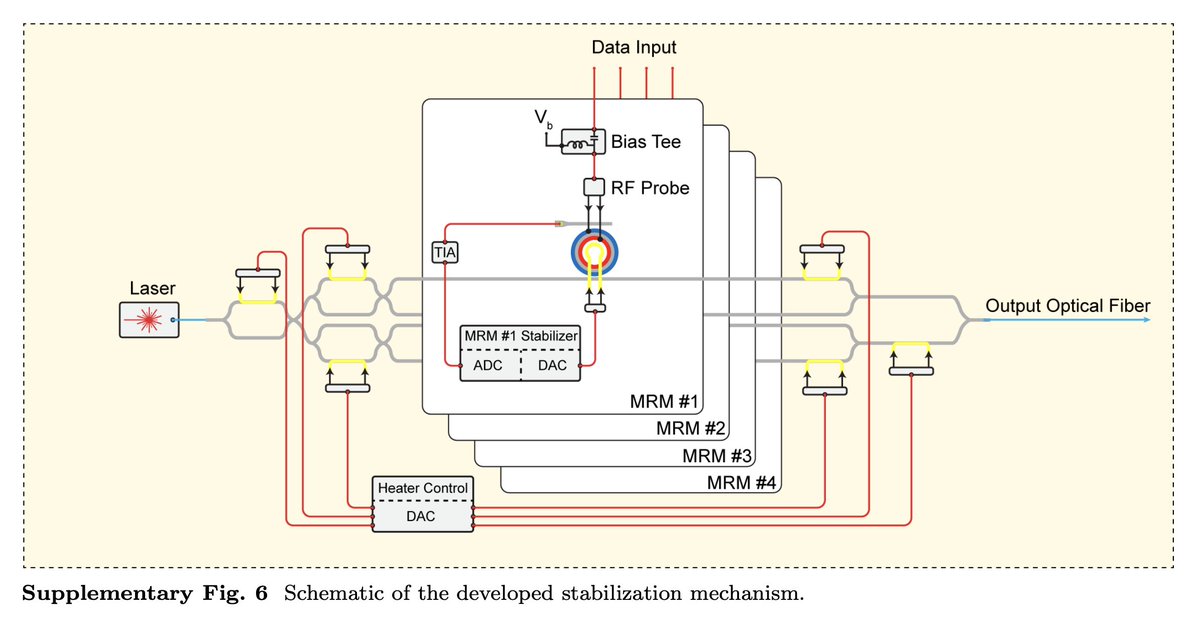 Data Input
Vb
Bias Tee
RF Probe
TIA
Laser
Output Optical Fiber
MRM #1 Stabilizer
ADC
DAC
MRM #1
MRM #2
MRM #3
MRM #4
Heater Control
DAC
Supplementary Fig. 6 Schematic of the developed stabilization mechanism.